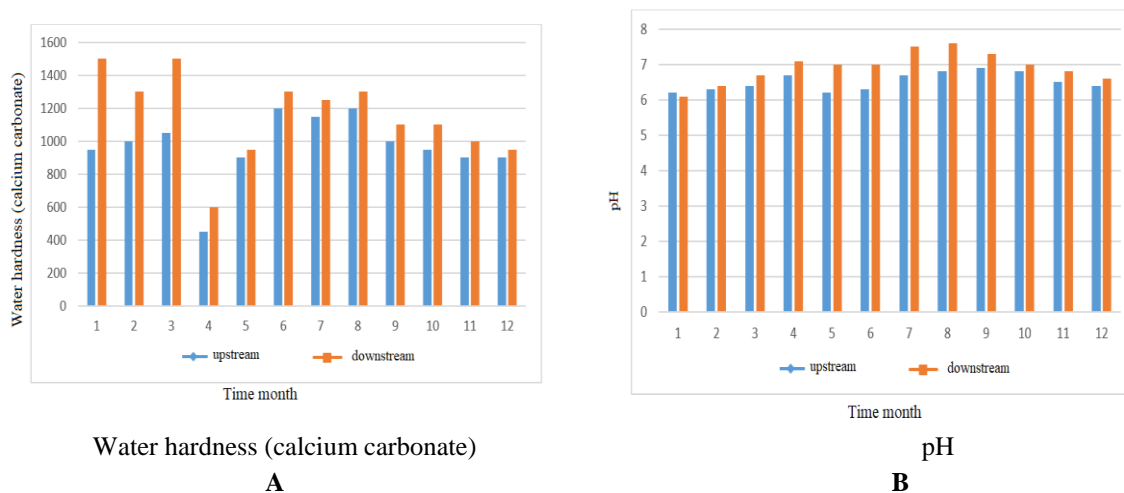 Water hardness (calcium carbonate)
1600
1400
1200
1000
800
600
400
200
0
1 2 3 4 5 6 7 8 9 10 11 12
upstream downstream
Time month
Water hardness (calcium carbonate)
A
pH
8
7
6
5
4
3
2
1
0
1 2 3 4 5 6 7 8 9 10 11 12
upstream downstream
Time month
pH
B